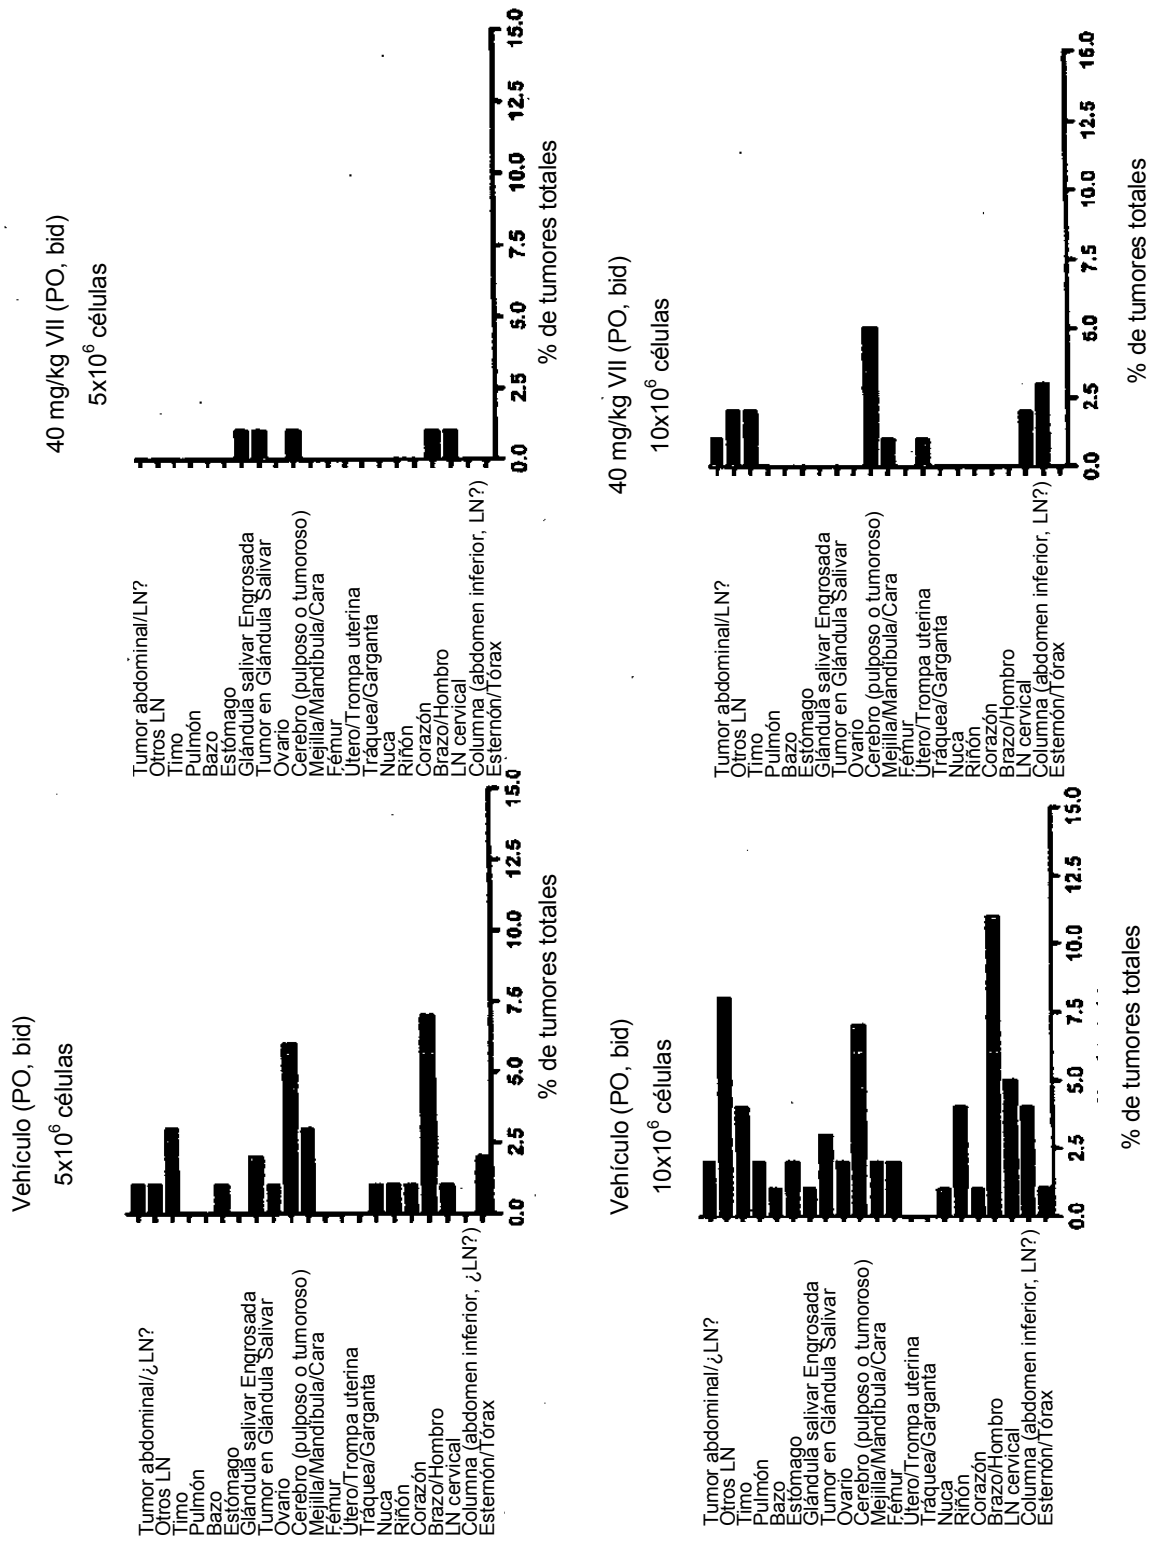 Vehículo (PO, bid)
5x10⁶ células
Tumor abdominal/¿LN?
Otros LN
Timo
Pulmón
Bazo
Estómago
Glándula salivar Engrosada
Tumor en Glándula Salivar
Ovario
Cerebro (pulposo o tumoroso)
Mejilla/Mandíbula/Cara
Fémur
Útero/Trompa uterina
Tráquea/Garganta
Nuca
Riñón
Corazón
Brazo/Hombro
LN cervical
Columna (abdomen inferior, ¿LN?)
Esternón/Tórax
0.0 2.5 5.0 7.5 10.0 12.5 15.0
% de tumores totales
40 mg/kg VII (PO, bid)
5x10⁶ células
Tumor abdominal/LN?
Otros LN
Timo
Pulmón
Bazo
Estómago
Glándula salivar Engrosada
Tumor en Glándula Salivar
Ovario
Cerebro (pulposo o tumoroso)
Mejilla/Mandíbula/Cara
Fémur
Útero/Trompa uterina
Tráquea/Garganta
Nuca
Riñón
Corazón
Brazo/Hombro
LN cervical
Columna (abdomen inferior, LN?)
Esternón/Tórax
0.0 2.5 5.0 7.5 10.0 12.5 15.0
% de tumores totales
Vehículo (PO, bid)
10x10⁶ células
Tumor abdominal/¿LN?
Otros LN
Timo
Pulmón
Bazo
Estómago
Glándula salivar Engrosada
Tumor en Glándula Salivar
Ovario
Cerebro (pulposo o tumoroso)
Mejilla/Mandíbula/Cara
Fémur
Útero/Trompa uterina
Tráquea/Garganta
Nuca
Riñón
Corazón
Brazo/Hombro
LN cervical
Columna (abdomen inferior, LN?)
Esternón/Tórax
0.0 2.5 5.0 7.5 10.0 12.5 15.0
% de tumores totales
40 mg/kg VII (PO, bid)
10x10⁶ células
Tumor abdominal/LN?
Otros LN
Timo
Pulmón
Bazo
Estómago
Glándula salivar Engrosada
Tumor en Glándula Salivar
Ovario
Cerebro (pulposo o tumoroso)
Mejilla/Mandíbula/Cara
Fémur
Útero/Trompa uterina
Tráquea/Garganta
Nuca
Riñón
Corazón
Brazo/Hombro
LN cervical
Columna (abdomen inferior, LN?)
Esternón/Tórax
0.0 2.5 5.0 7.5 10.0 12.5 15.0
% de tumores totales